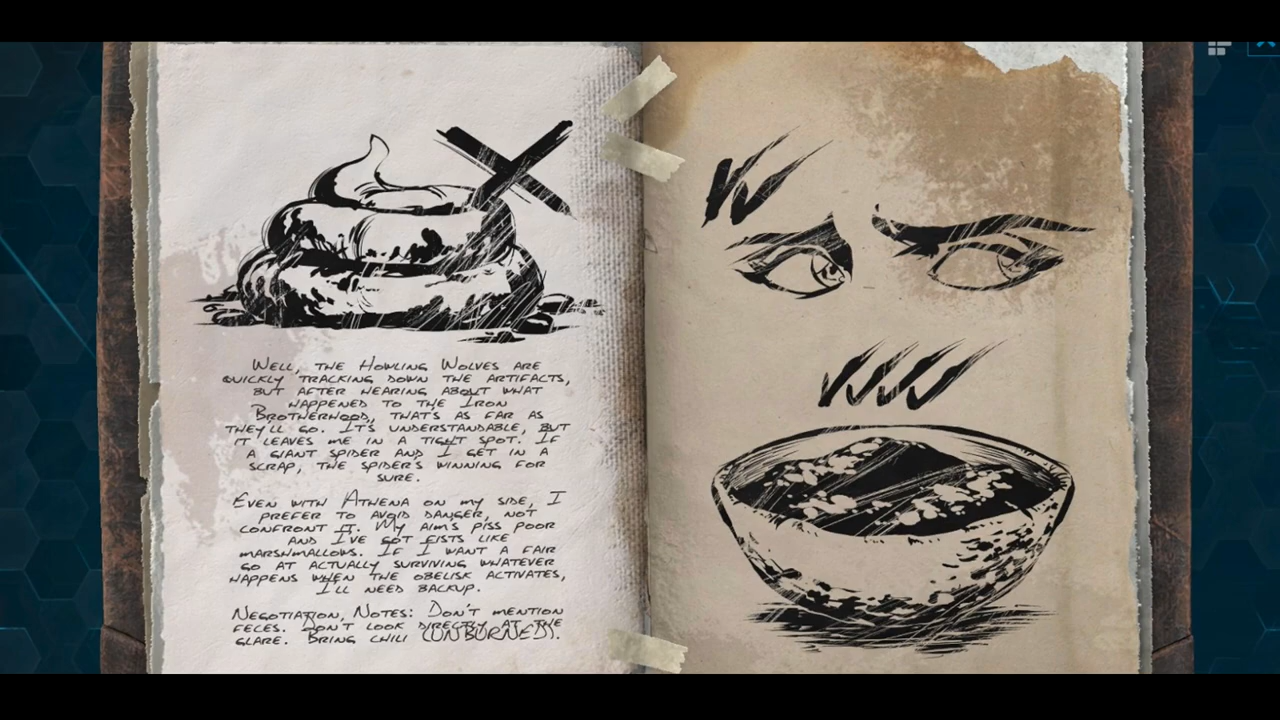 Well, the Howling Wolves are
quickly tracking down the artifacts,
but after hearing about what
happened to the Iron
Brotherhood, that's as far as
they'll go. It's understandable, but
it leaves me in a tight spot. If
a giant spider and I get in a
scrap, the spider's winning for
sure.
Even with Athena on my side, I
prefer to avoid danger, not
confront it. My aim's piss poor
and I've got fists like
marshmallows. If I want a fair
go at actually surviving whatever
happens when the obelisk activates,
I'll need backup.
Negotiation, Notes: Don't mention
feces. Don't look directly at the
glare. Bring chili (UNBURNED).